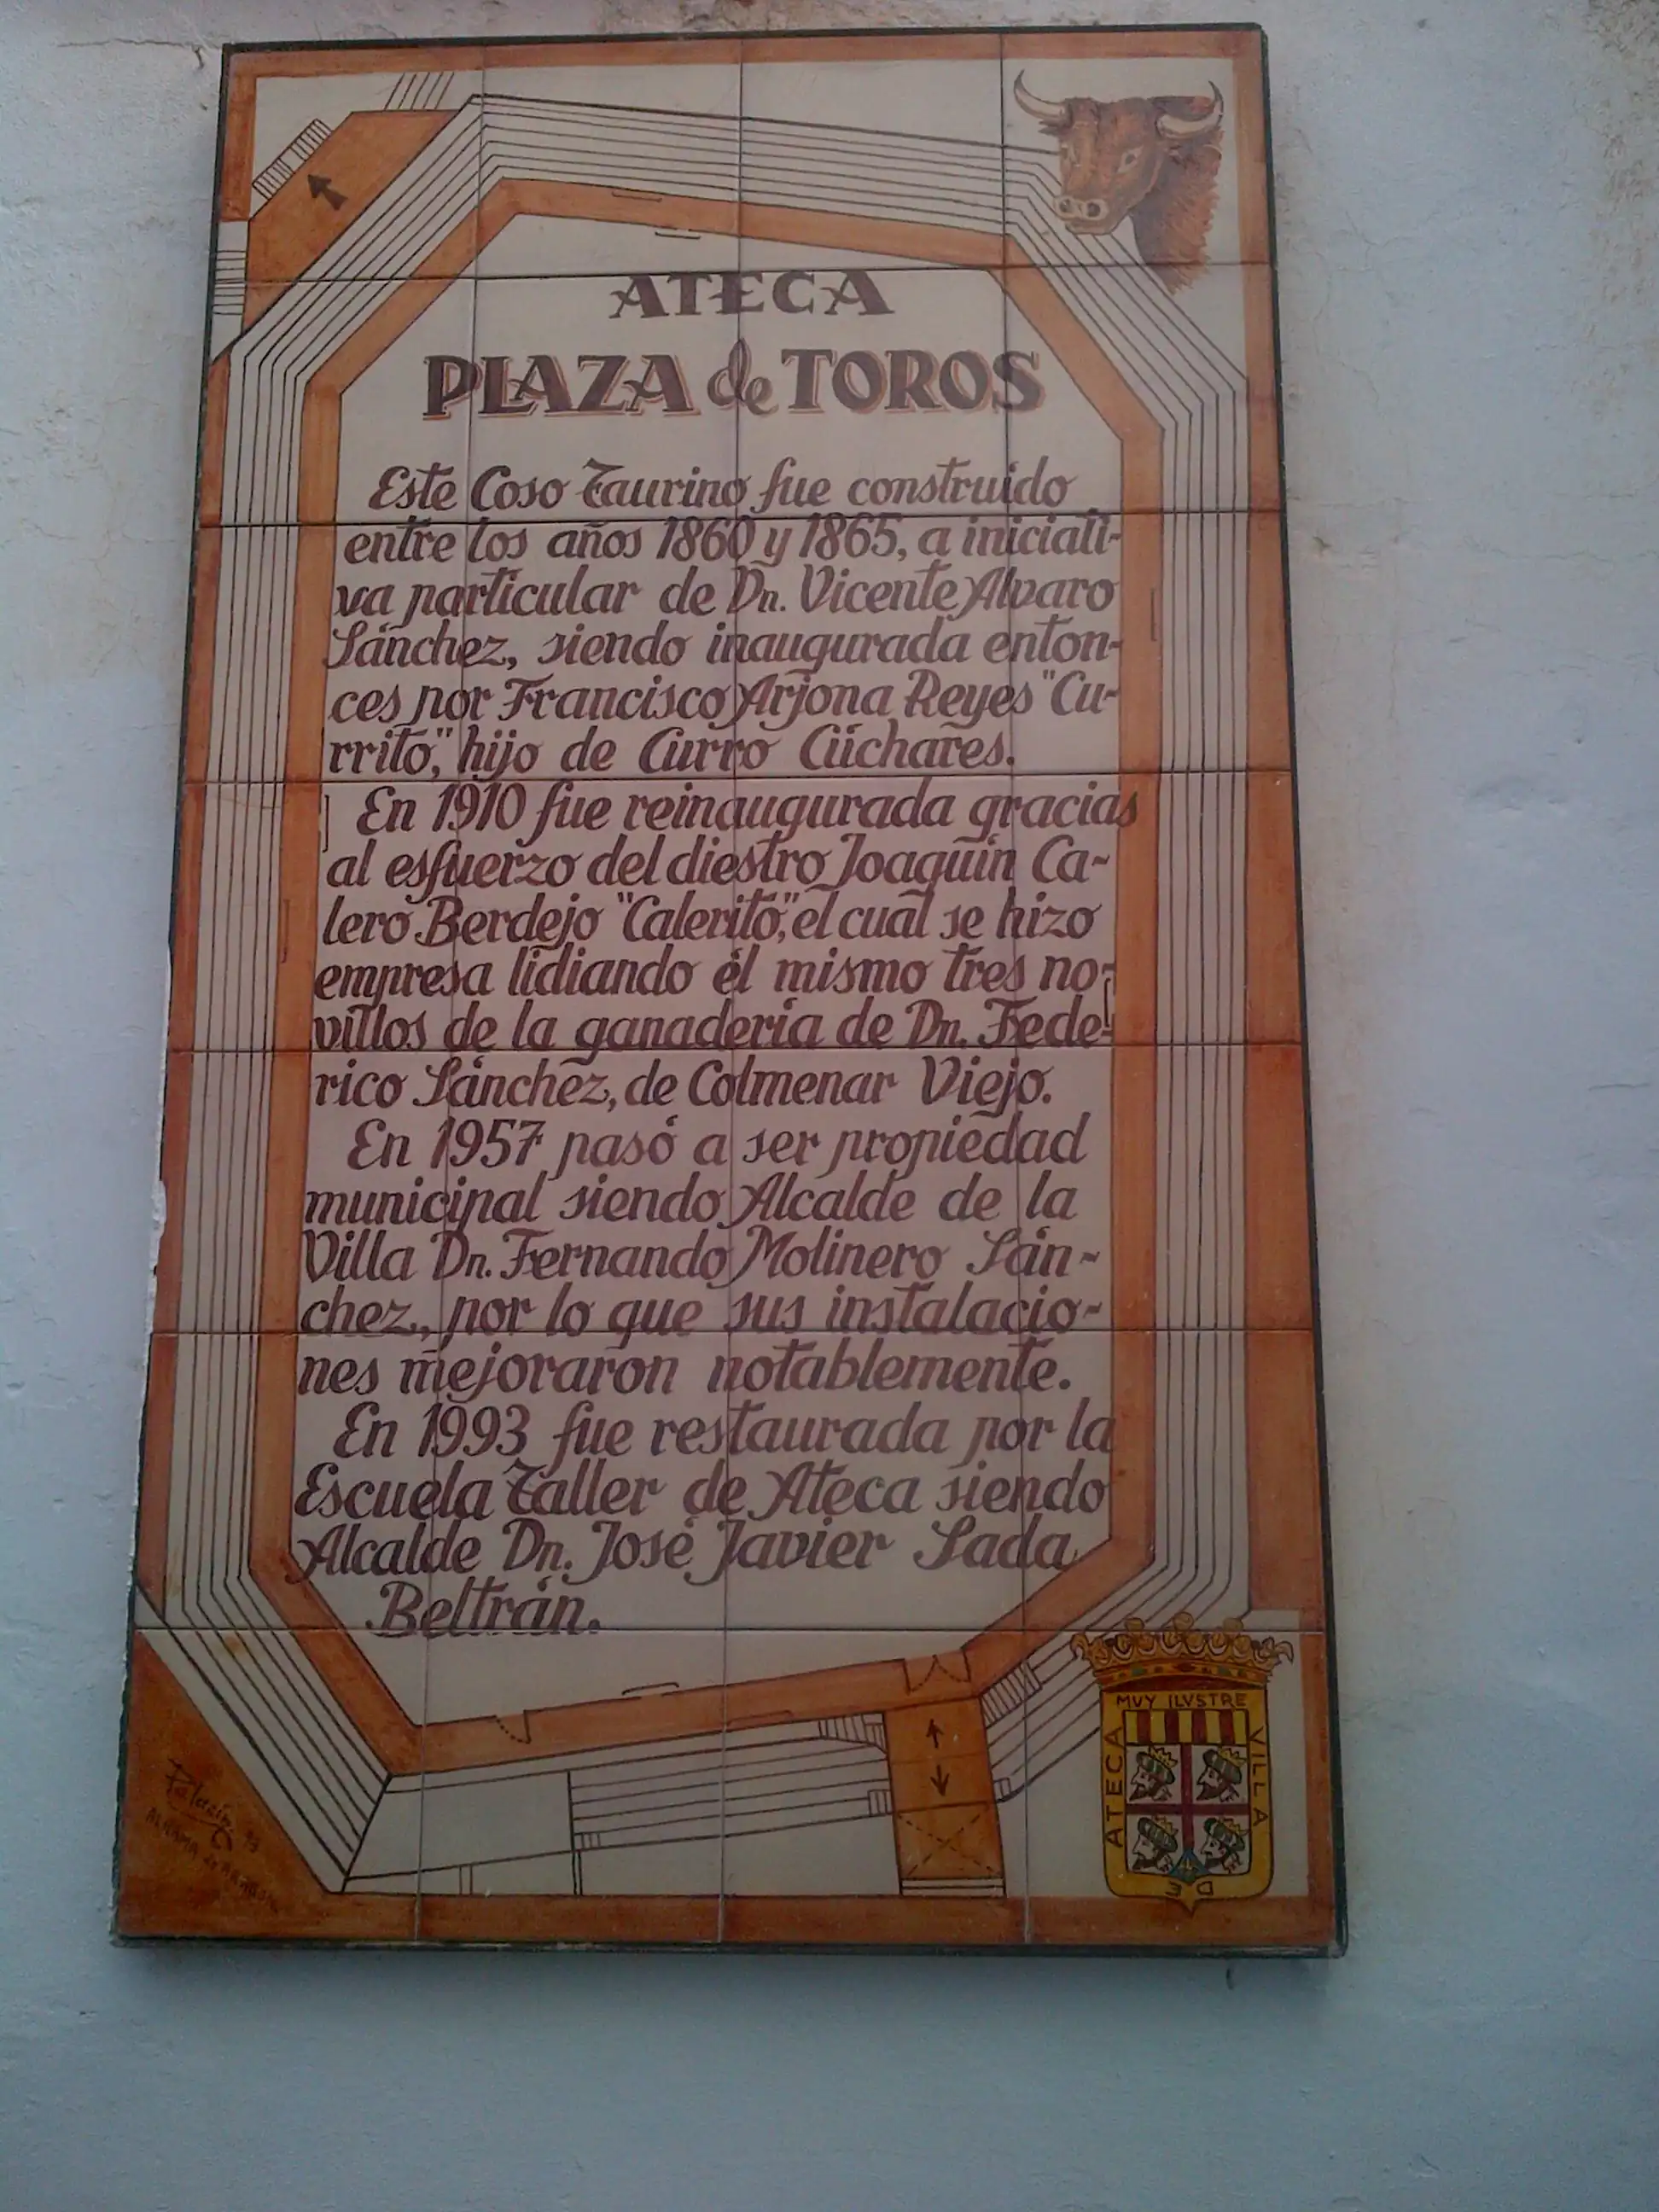 ATECA
PLAZA de TOROS
Este Coso Taurino fue construido
entre los años 1860 y 1865, a iniciati-
va particular de Dn. Vicente Alvaro
Sánchez, siendo inaugurada enton-
ces por Francisco Arjona Reyes "Cu-
rrito," hijo de Curro Cúchares.
En 1910 fue reinaugurada gracias
al esfuerzo del diestro Joaquín Ca-
lero Berdejo "Calerito," el cual se hizo
empresa lidiando él mismo tres no-
villos de la ganadería de Dn. Fede-
rico Sánchez, de Colmenar Viejo.
En 1957 pasó a ser propiedad
municipal siendo Alcalde de la
Villa Dn. Fernando Molinero Sán-
chez, por lo que sus instalacio-
nes mejoraron notablemente.
En 1993 fue restaurada por la
Escuela Taller de Ateca siendo
Alcalde Dn. José Javier Sada
Beltrán.
MUY ILVSTRE
VILLA
DE
ATECA
ALHAMA de ARAGON